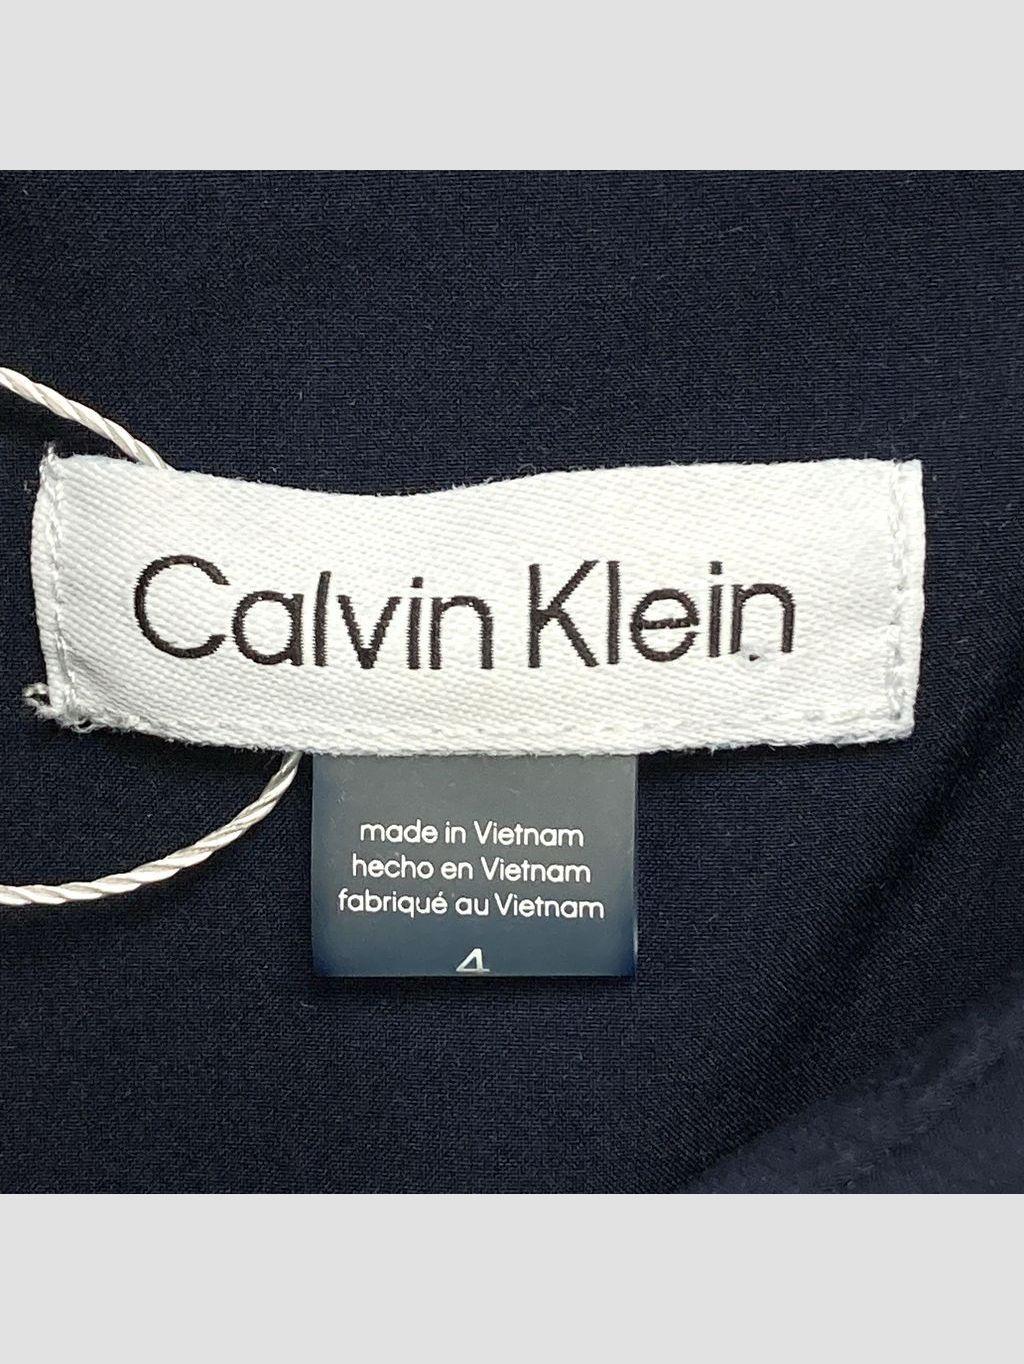 Calvin Klein
made in Vietnam
hecho en Vietnam
fabriqué au Vietnam
4